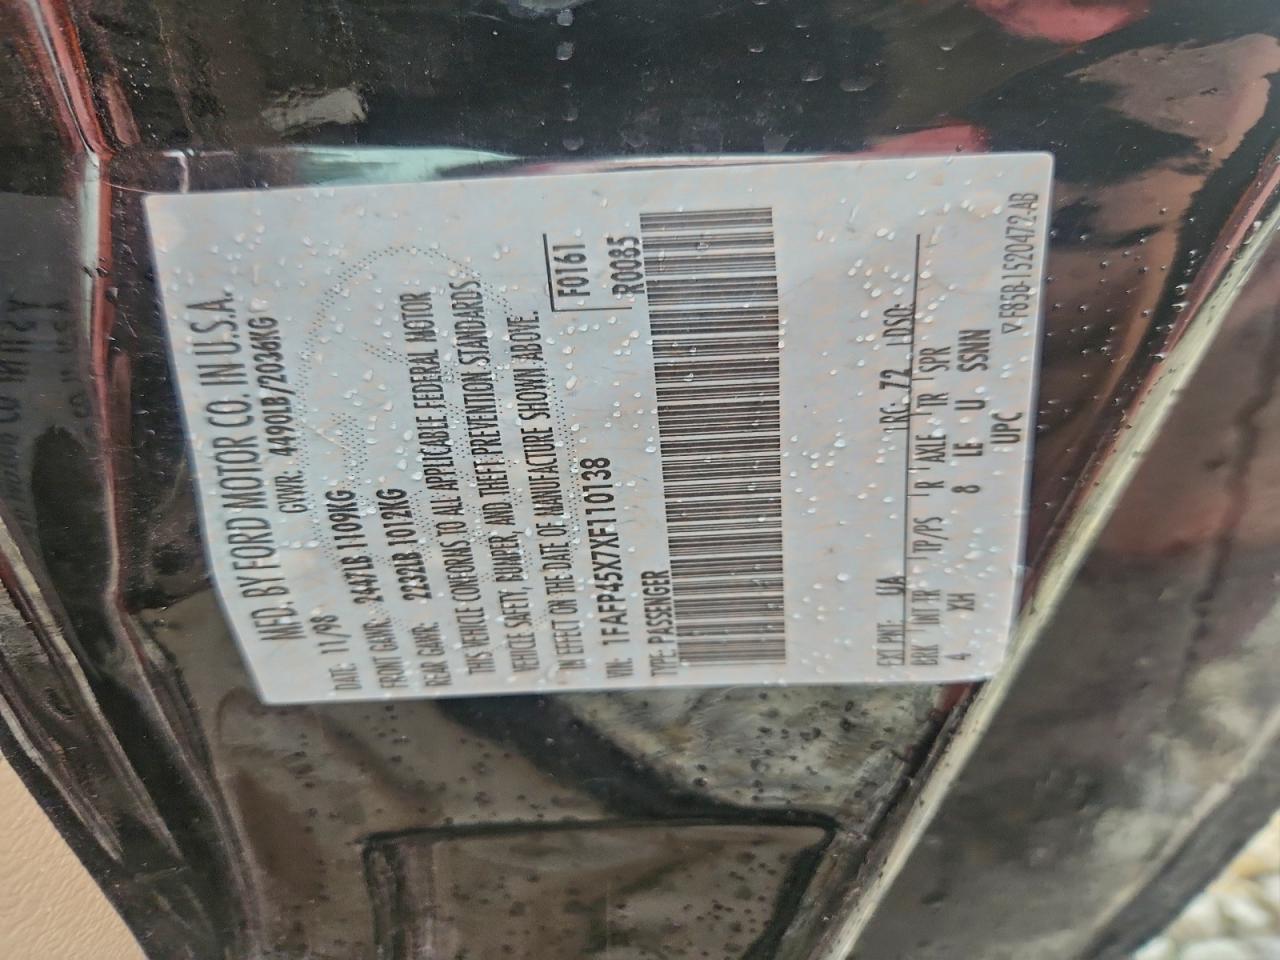 MFD. BY FORD MOTOR CO. IN U.S.A.
DATE: 11/98 GVWR: 4490LB/2036KG
FRONT GAWR: 2447LB 1109KG
REAR GAWR: 2232LB 1012KG
THIS VEHICLE CONFORMS TO ALL APPLICABLE FEDERAL MOTOR
VEHICLE SAFETY, BUMPER AND THEFT PREVENTION STANDARDS
IN EFFECT ON THE DATE OF MANUFACTURE SHOWN ABOVE.
VIN: 1FAFP45X7XF110138 F0161
TYPE: PASSENGER R0085
EXT PNT: UA RC: 72 DSO:
BRK INT TR TP/PS R AXLE TR SPR
4 XH 8 LE U SSNN
UPC
▽ F85B-1520472-AB